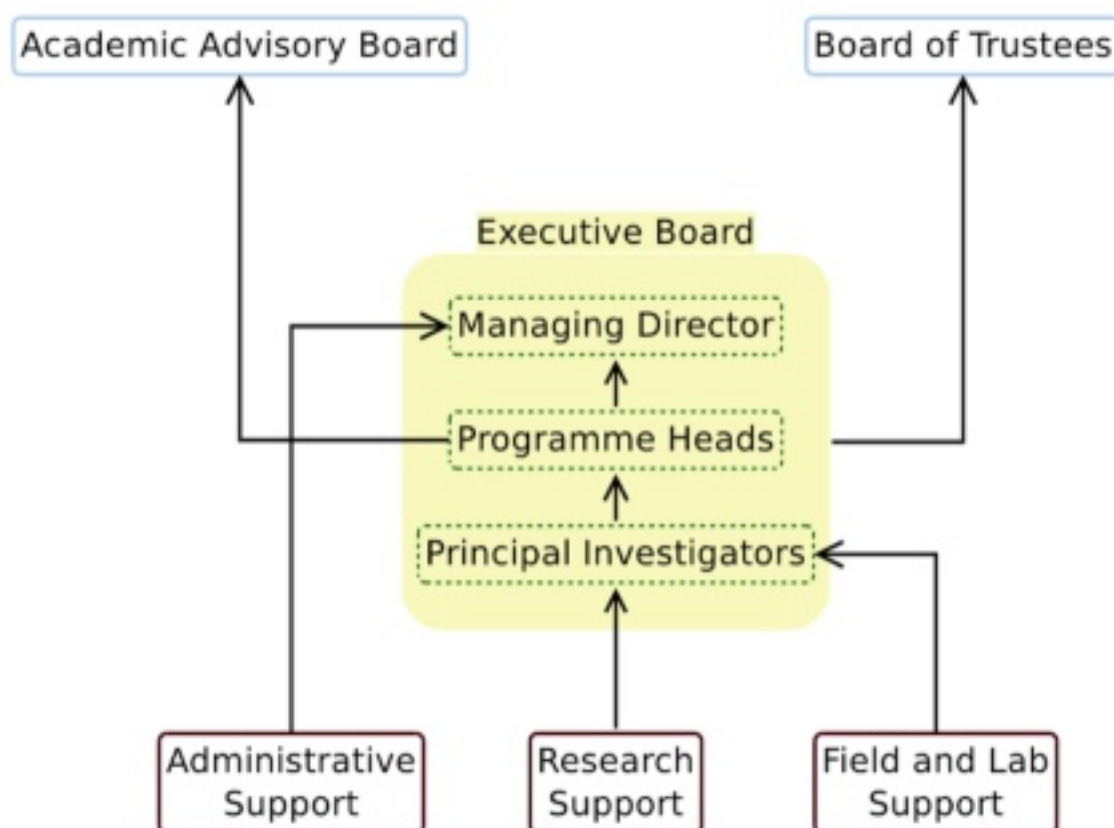 Academic Advisory Board
Board of Trustees
Executive Board
Managing Director
Programme Heads
Principal Investigators
Administrative
Support
Research
Support
Field and Lab
Support